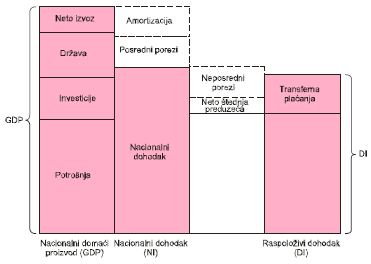 Neto izvoz
Amortizacija
Država
Posredni porezi
Neposredni
porezi
Investicije
Neto štednja
preduzeća
Transferna
plaćanja
GDP
Nacionalni
dohodak
DI
Potrošnja
Nacionalni domaći
proizvod (GDP)
Nacionalni dohodak
(NI)
Raspoloživi dohodak
(DI)